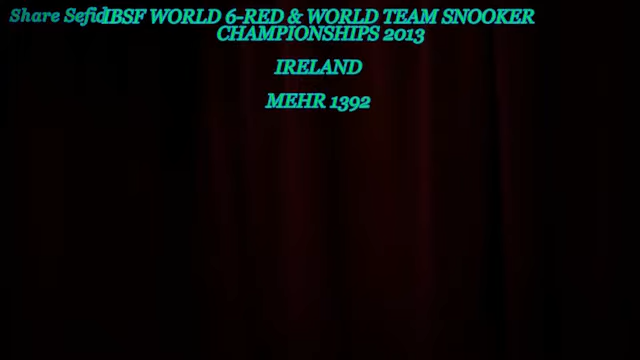 Share Sefid
IBSF WORLD 6-RED & WORLD TEAM SNOOKER
CHAMPIONSHIPS 2013
IRELAND
MEHR 1392